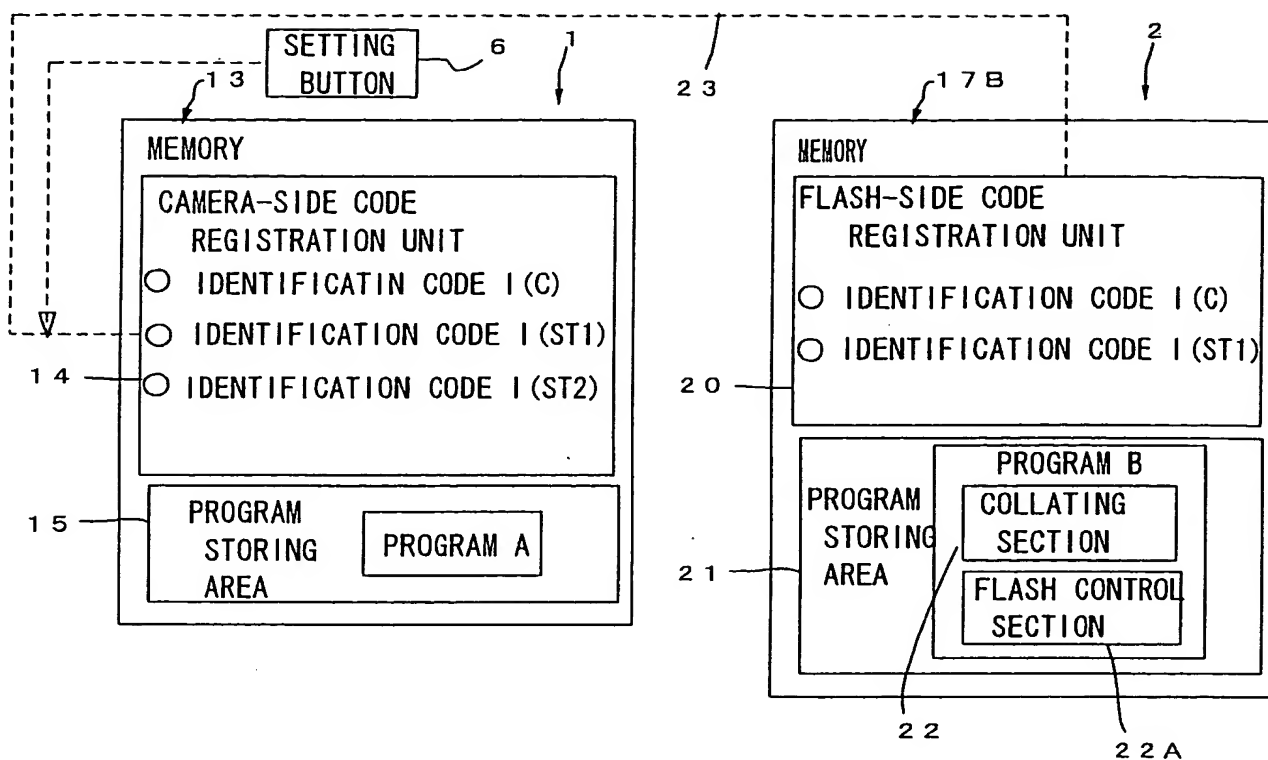 SETTING
BUTTON
6
1
23
2
13
17B
MEMORY
CAMERA-SIDE CODE
REGISTRATION UNIT
IDENTIFICATIN CODE I(C)
IDENTIFICATION CODE I(ST1)
14
IDENTIFICATION CODE I(ST2)
15
PROGRAM
STORING
AREA
PROGRAM A
MEMORY
FLASH-SIDE CODE
REGISTRATION UNIT
IDENTIFICATION CODE I(C)
IDENTIFICATION CODE I(ST1)
20
PROGRAM B
PROGRAM
STORING
AREA
21
COLLATING
SECTION
FLASH CONTROL
SECTION
22
22A